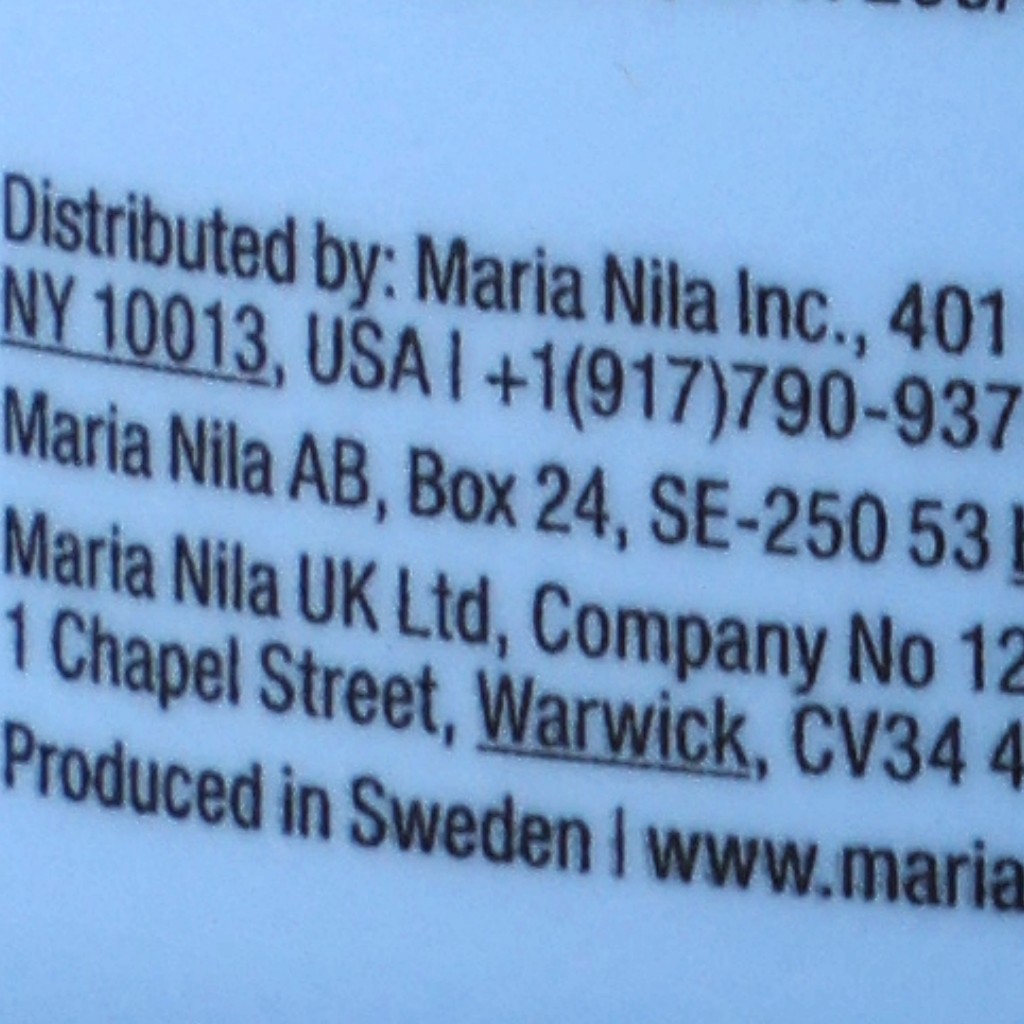 Distributed by: Maria Nila Inc., 401
NY 10013, USA | +1(917)790-937
Maria Nila AB, Box 24, SE-250 53
Maria Nila UK Ltd, Company No 12
1 Chapel Street, Warwick, CV34 4
Produced in Sweden | www.maria